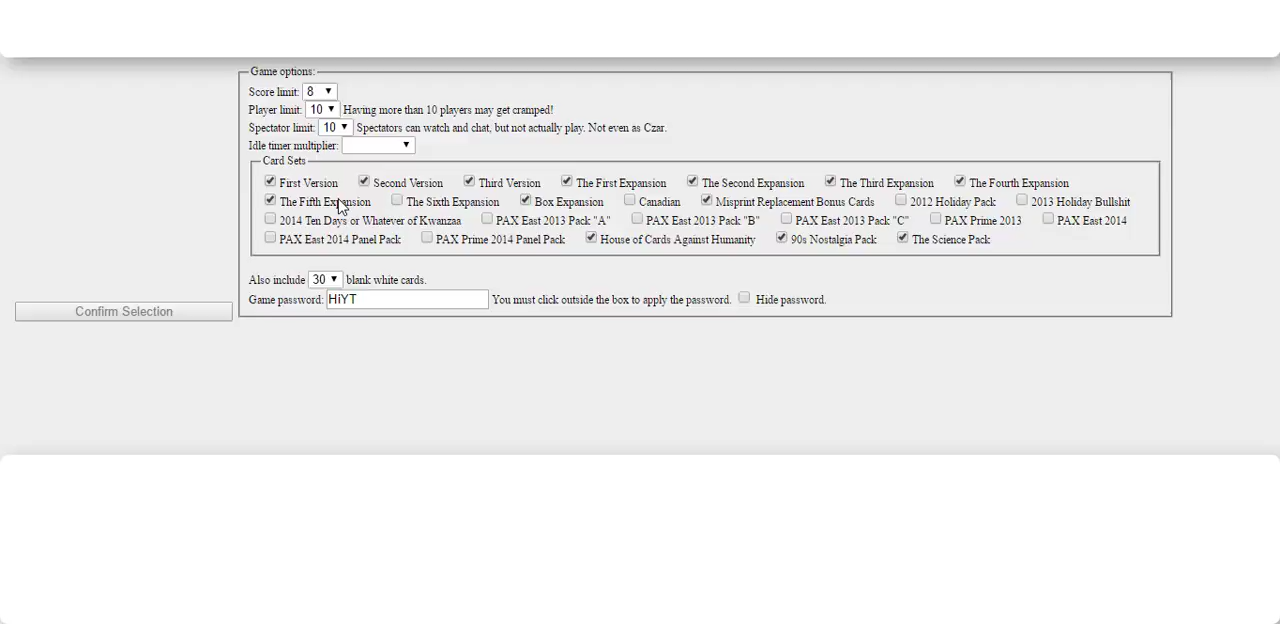 Game options:
Score limit: 8
Player limit: 10 Having more than 10 players may get cramped!
Spectator limit: 10 Spectators can watch and chat, but not actually play. Not even as Czar.
Idle timer multiplier:
Card Sets
First Version Second Version Third Version The First Expansion The Second Expansion The Third Expansion The Fourth Expansion
The Fifth Expansion The Sixth Expansion Box Expansion Canadian Misprint Replacement Bonus Cards 2012 Holiday Pack 2013 Holiday Bullshit
2014 Ten Days or Whatever of Kwanzaa PAX East 2013 Pack "A" PAX East 2013 Pack "B" PAX East 2013 Pack "C" PAX Prime 2013 PAX East 2014
PAX East 2014 Panel Pack PAX Prime 2014 Panel Pack House of Cards Against Humanity 90s Nostalgia Pack The Science Pack
Also include 30 blank white cards.
Game password: HiYT You must click outside the box to apply the password. Hide password.
Confirm Selection